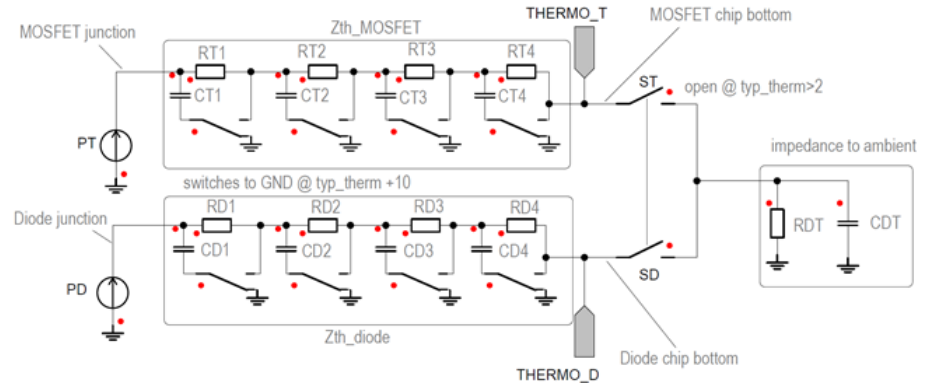 THERMO_T
MOSFET chip bottom
MOSFET junction
Zth_MOSFET
RT1
RT2
RT3
RT4
ST
open @ typ_therm>2
CT1
CT2
CT3
CT4
PT
impedance to ambient
switches to GND @ typ_therm +10
Diode junction
RD1
RD2
RD3
RD4
RDT
CDT
CD1
CD2
CD3
CD4
SD
PD
Zth_diode
Diode chip bottom
THERMO_D